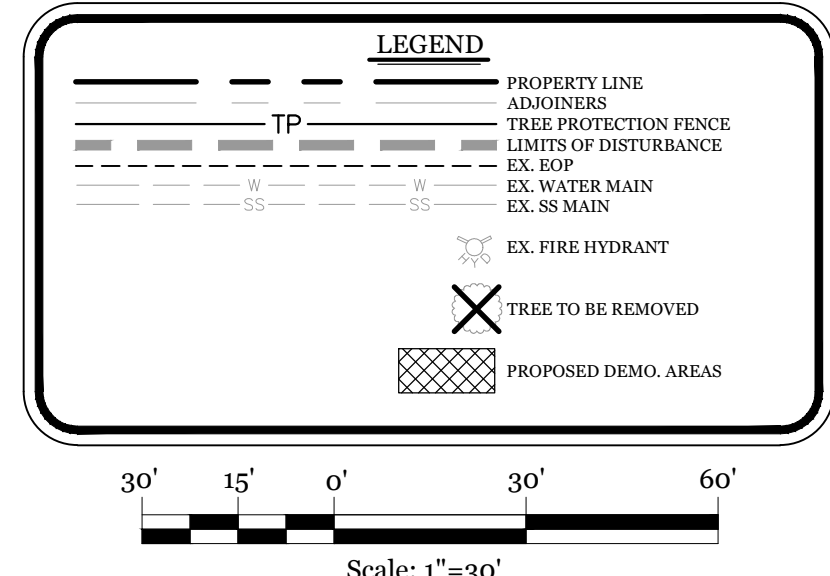 LEGEND
PROPERTY LINE
ADJOINERS
TP TREE PROTECTION FENCE
LIMITS OF DISTURBANCE
EX. EOP
W W EX. WATER MAIN
SS SS EX. SS MAIN
HYD EX. FIRE HYDRANT
TREE TO BE REMOVED
PROPOSED DEMO. AREAS
30' 15' 0' 30' 60'
Scale: 1"=30'